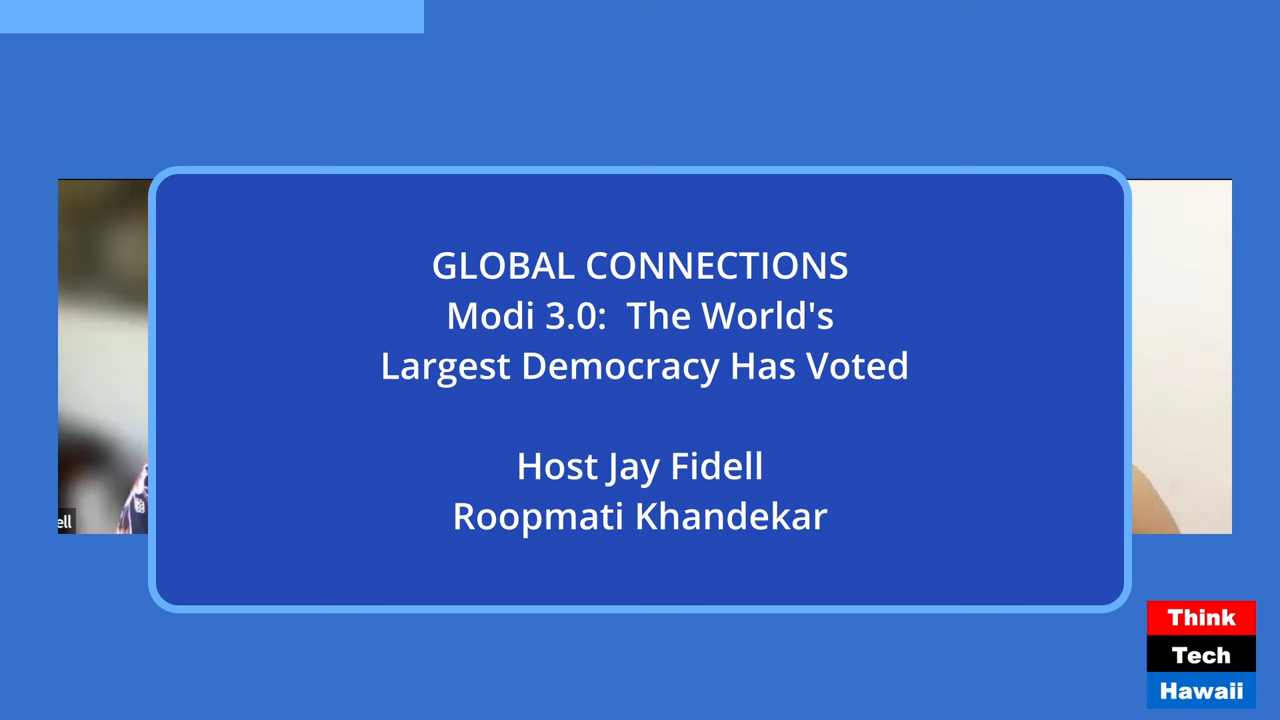 GLOBAL CONNECTIONS
Modi 3.0:  The World's
Largest Democracy Has Voted
Host Jay Fidell
Roopmati Khandekar
ell
Think
Tech
Hawaii